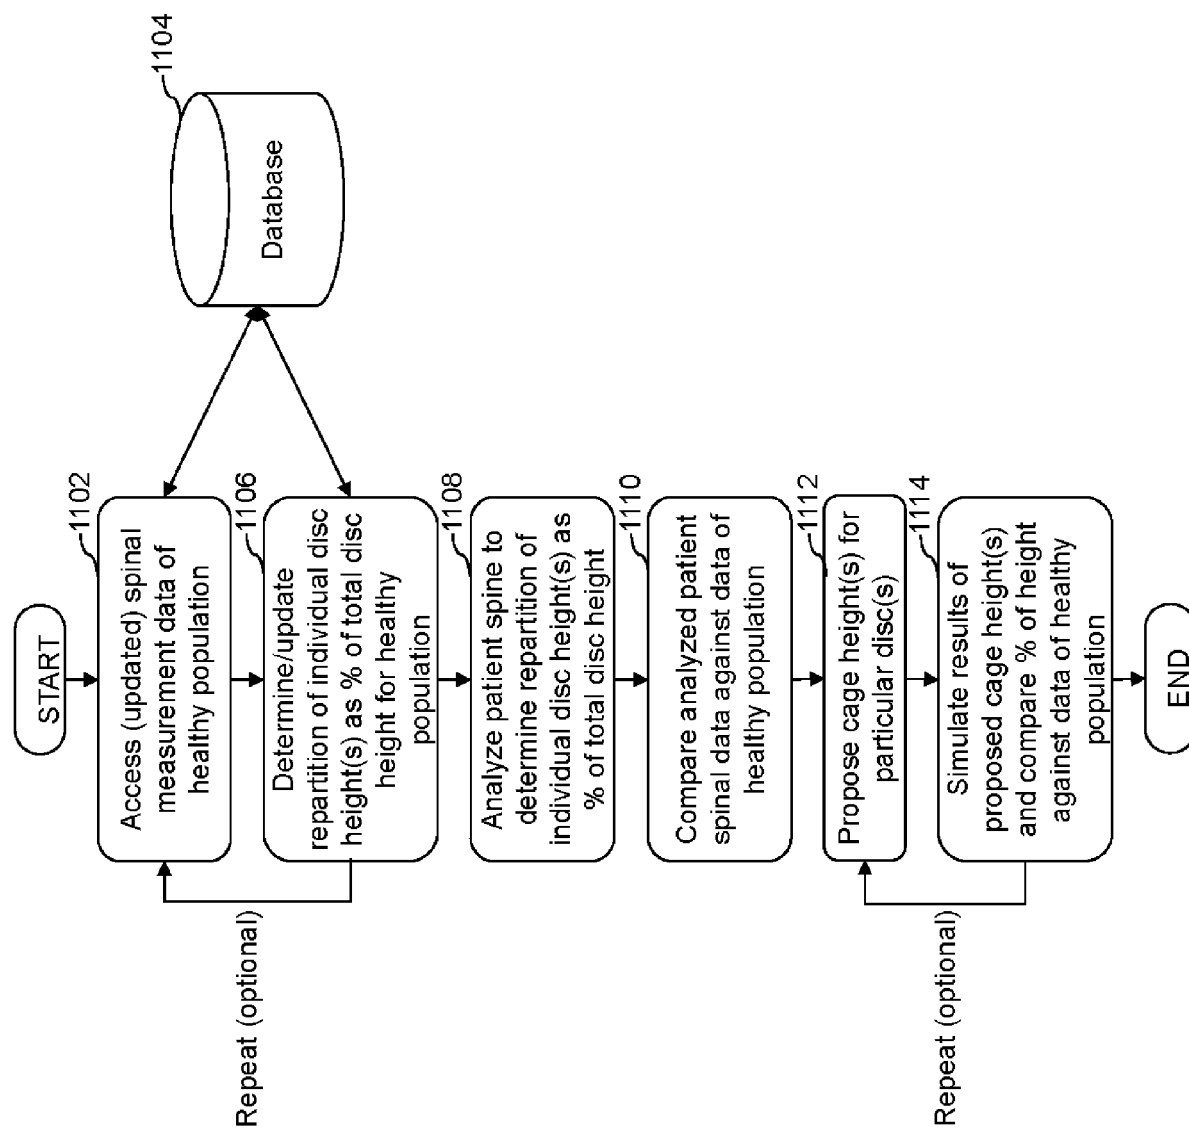 START
1102
Access (updated) spinal
measurement data of
healthy population
1104
Database
1106
Determine/update
repartition of individual disc
height(s) as % of total disc
height for healthy
population
Repeat (optional)
1108
Analyze patient spine to
determine repartition of
individual disc height(s) as
% of total disc height
1110
Compare analyzed patient
spinal data against data of
healthy population
1112
Propose cage height(s) for
particular disc(s)
1114
Simulate results of
proposed cage height(s)
and compare % of height
against data of healthy
population
Repeat (optional)
END